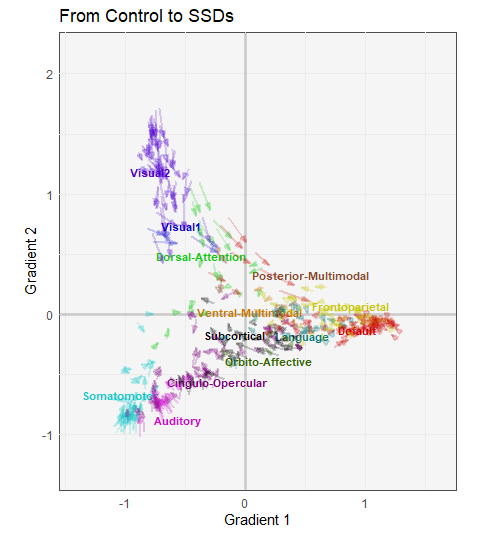 From Control to SSDs
2
Visual2
1
Visual1
Dorsal-Attention
Posterior-Multimodal
Gradient 2
Frontoparietal
0
Ventral-Multimodal
Default
Subcortical
Language
Orbito-Affective
Cingulo-Opercular
Somatomotor
Auditory
-1
-1
0
1
Gradient 1